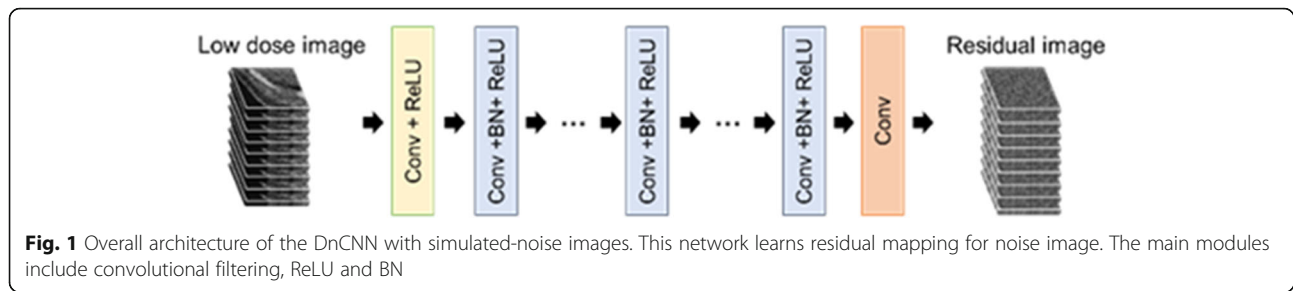 Low dose image
Conv + ReLU
Conv +BN+ ReLU
...
Conv +BN+ ReLU
...
Conv +BN+ ReLU
Conv
Residual image
Fig. 1 Overall architecture of the DnCNN with simulated-noise images. This network learns residual mapping for noise image. The main modules
include convolutional filtering, ReLU and BN